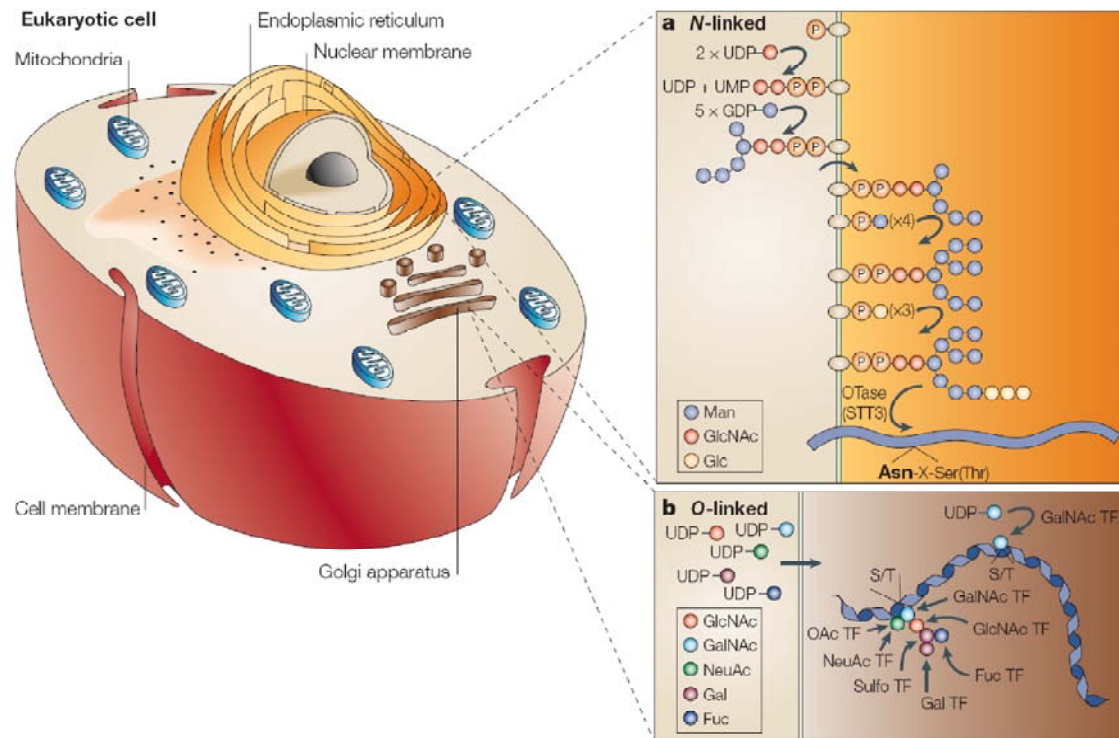 Eukaryotic cell
Endoplasmic reticulum
Nuclear membrane
Mitochondria
Cell membrane
Golgi apparatus
a N-linked
P
2 × UDP
UDP + UMP
P P
5 × GDP
P P
P P
P (x4)
P P
P (x3)
P P
OTase
(STT3)
Man
GlcNAc
Glc
Asn-X-Ser(Thr)
b O-linked
UDP
UDP
UDP
UDP
UDP
GlcNAc
GalNAc
NeuAc
Gal
Fuc
UDP
GalNAc TF
S/T
S/T
GalNAc TF
GlcNAc TF
OAc TF
NeuAc TF
Sulfo TF
Gal TF
Fuc TF